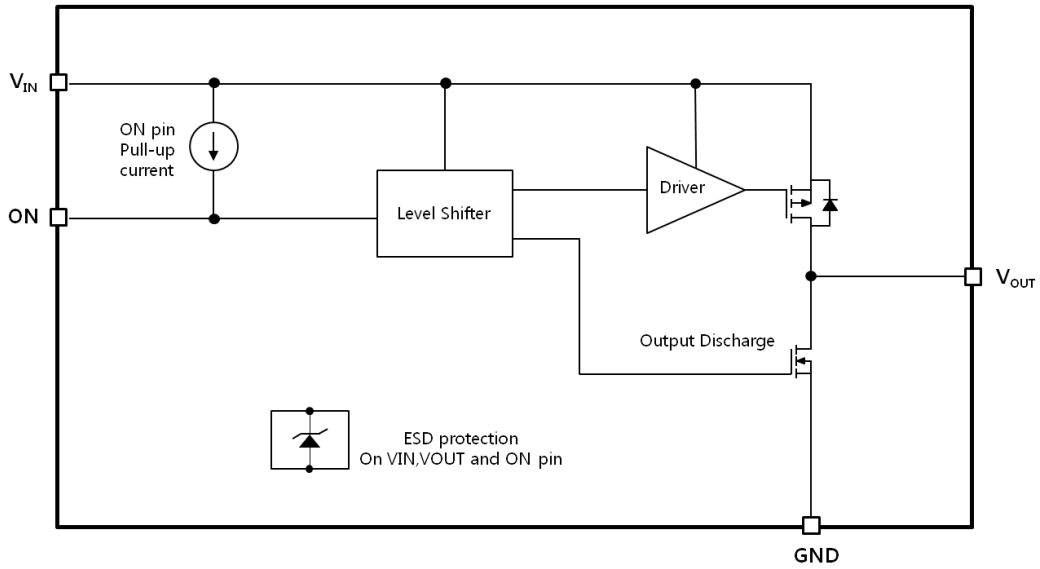 VIN
ON pin
Pull-up
current
ON
Level Shifter
Driver
VOUT
Output Discharge
ESD protection
On VIN,VOUT and ON pin
GND